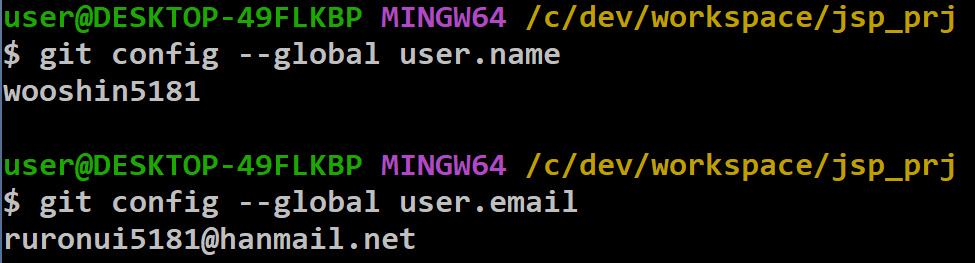 user@DESKTOP-49FLKBP MINGW64 /c/dev/workspace/jsp_prj
$ git config --global user.name
wooshin5181

user@DESKTOP-49FLKBP MINGW64 /c/dev/workspace/jsp_prj
$ git config --global user.email
ruronui5181@hanmail.net